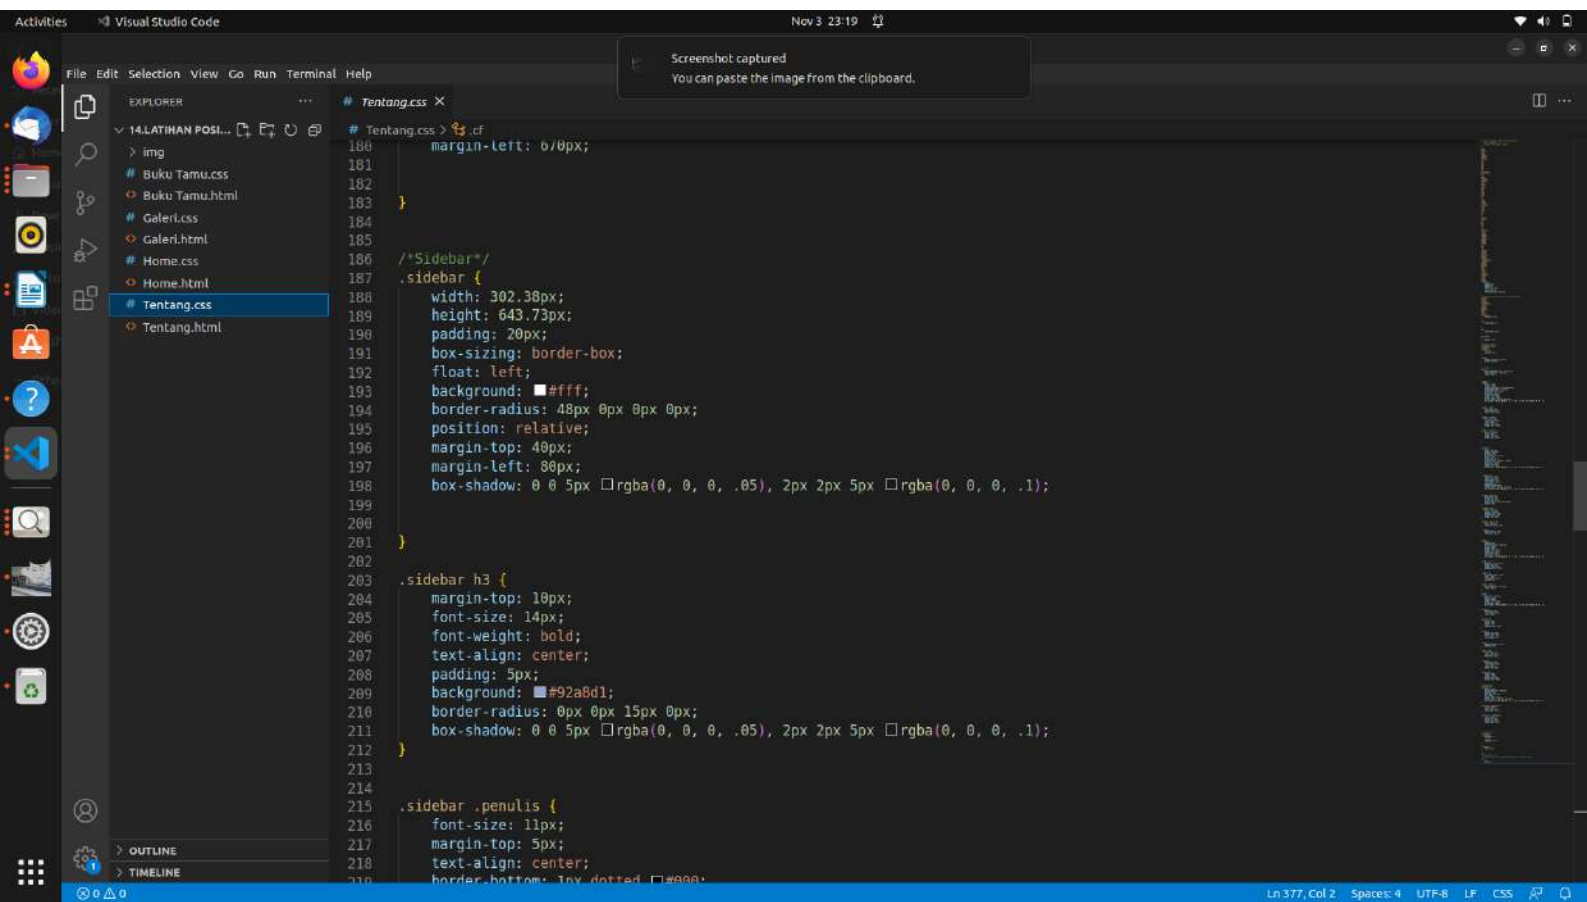 Activities Visual Studio Code Nov 3 23:19
Screenshot captured
You can paste the image from the clipboard.
File Edit Selection View Go Run Terminal Help
EXPLORER ··· # Tentang.css ×
14.LATIHAN POSI...
# Tentang.css > .cf
img
# Buku Tamu.css
<> Buku Tamu.html
# Galeri.css
<> Galeri.html
# Home.css
<> Home.html
# Tentang.css
<> Tentang.html
OUTLINE
TIMELINE
180 margin-left: 670px;
181
182
183 }
184
185
186 /*Sidebar*/
187 .sidebar {
188 width: 302.38px;
189 height: 643.73px;
190 padding: 20px;
191 box-sizing: border-box;
192 float: left;
193 background: #fff;
194 border-radius: 48px 0px 0px 0px;
195 position: relative;
196 margin-top: 40px;
197 margin-left: 80px;
198 box-shadow: 0 0 5px rgba(0, 0, 0, .05), 2px 2px 5px rgba(0, 0, 0, .1);
199
200
201 }
202
203 .sidebar h3 {
204 margin-top: 10px;
205 font-size: 14px;
206 font-weight: bold;
207 text-align: center;
208 padding: 5px;
209 background: #92a8d1;
210 border-radius: 0px 0px 15px 0px;
211 box-shadow: 0 0 5px rgba(0, 0, 0, .05), 2px 2px 5px rgba(0, 0, 0, .1);
212 }
213
214
215 .sidebar .penulis {
216 font-size: 11px;
217 margin-top: 5px;
218 text-align: center;
219 border-bottom: 1px dotted #000;
1
0 0 Ln 377, Col 2 Spaces: 4 UTF-8 LF CSS